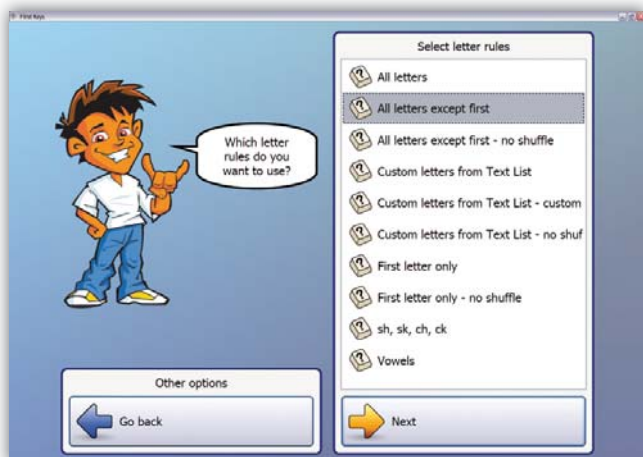 First Keys
Select letter rules
All letters
All letters except first
All letters except first - no shuffle
Custom letters from Text List
Custom letters from Text List - custom
Custom letters from Text List - no shuf
First letter only
First letter only - no shuffle
sh, sk, ch, ck
Vowels
Which letter
rules do you
want to use?
Other options
Go back
Next